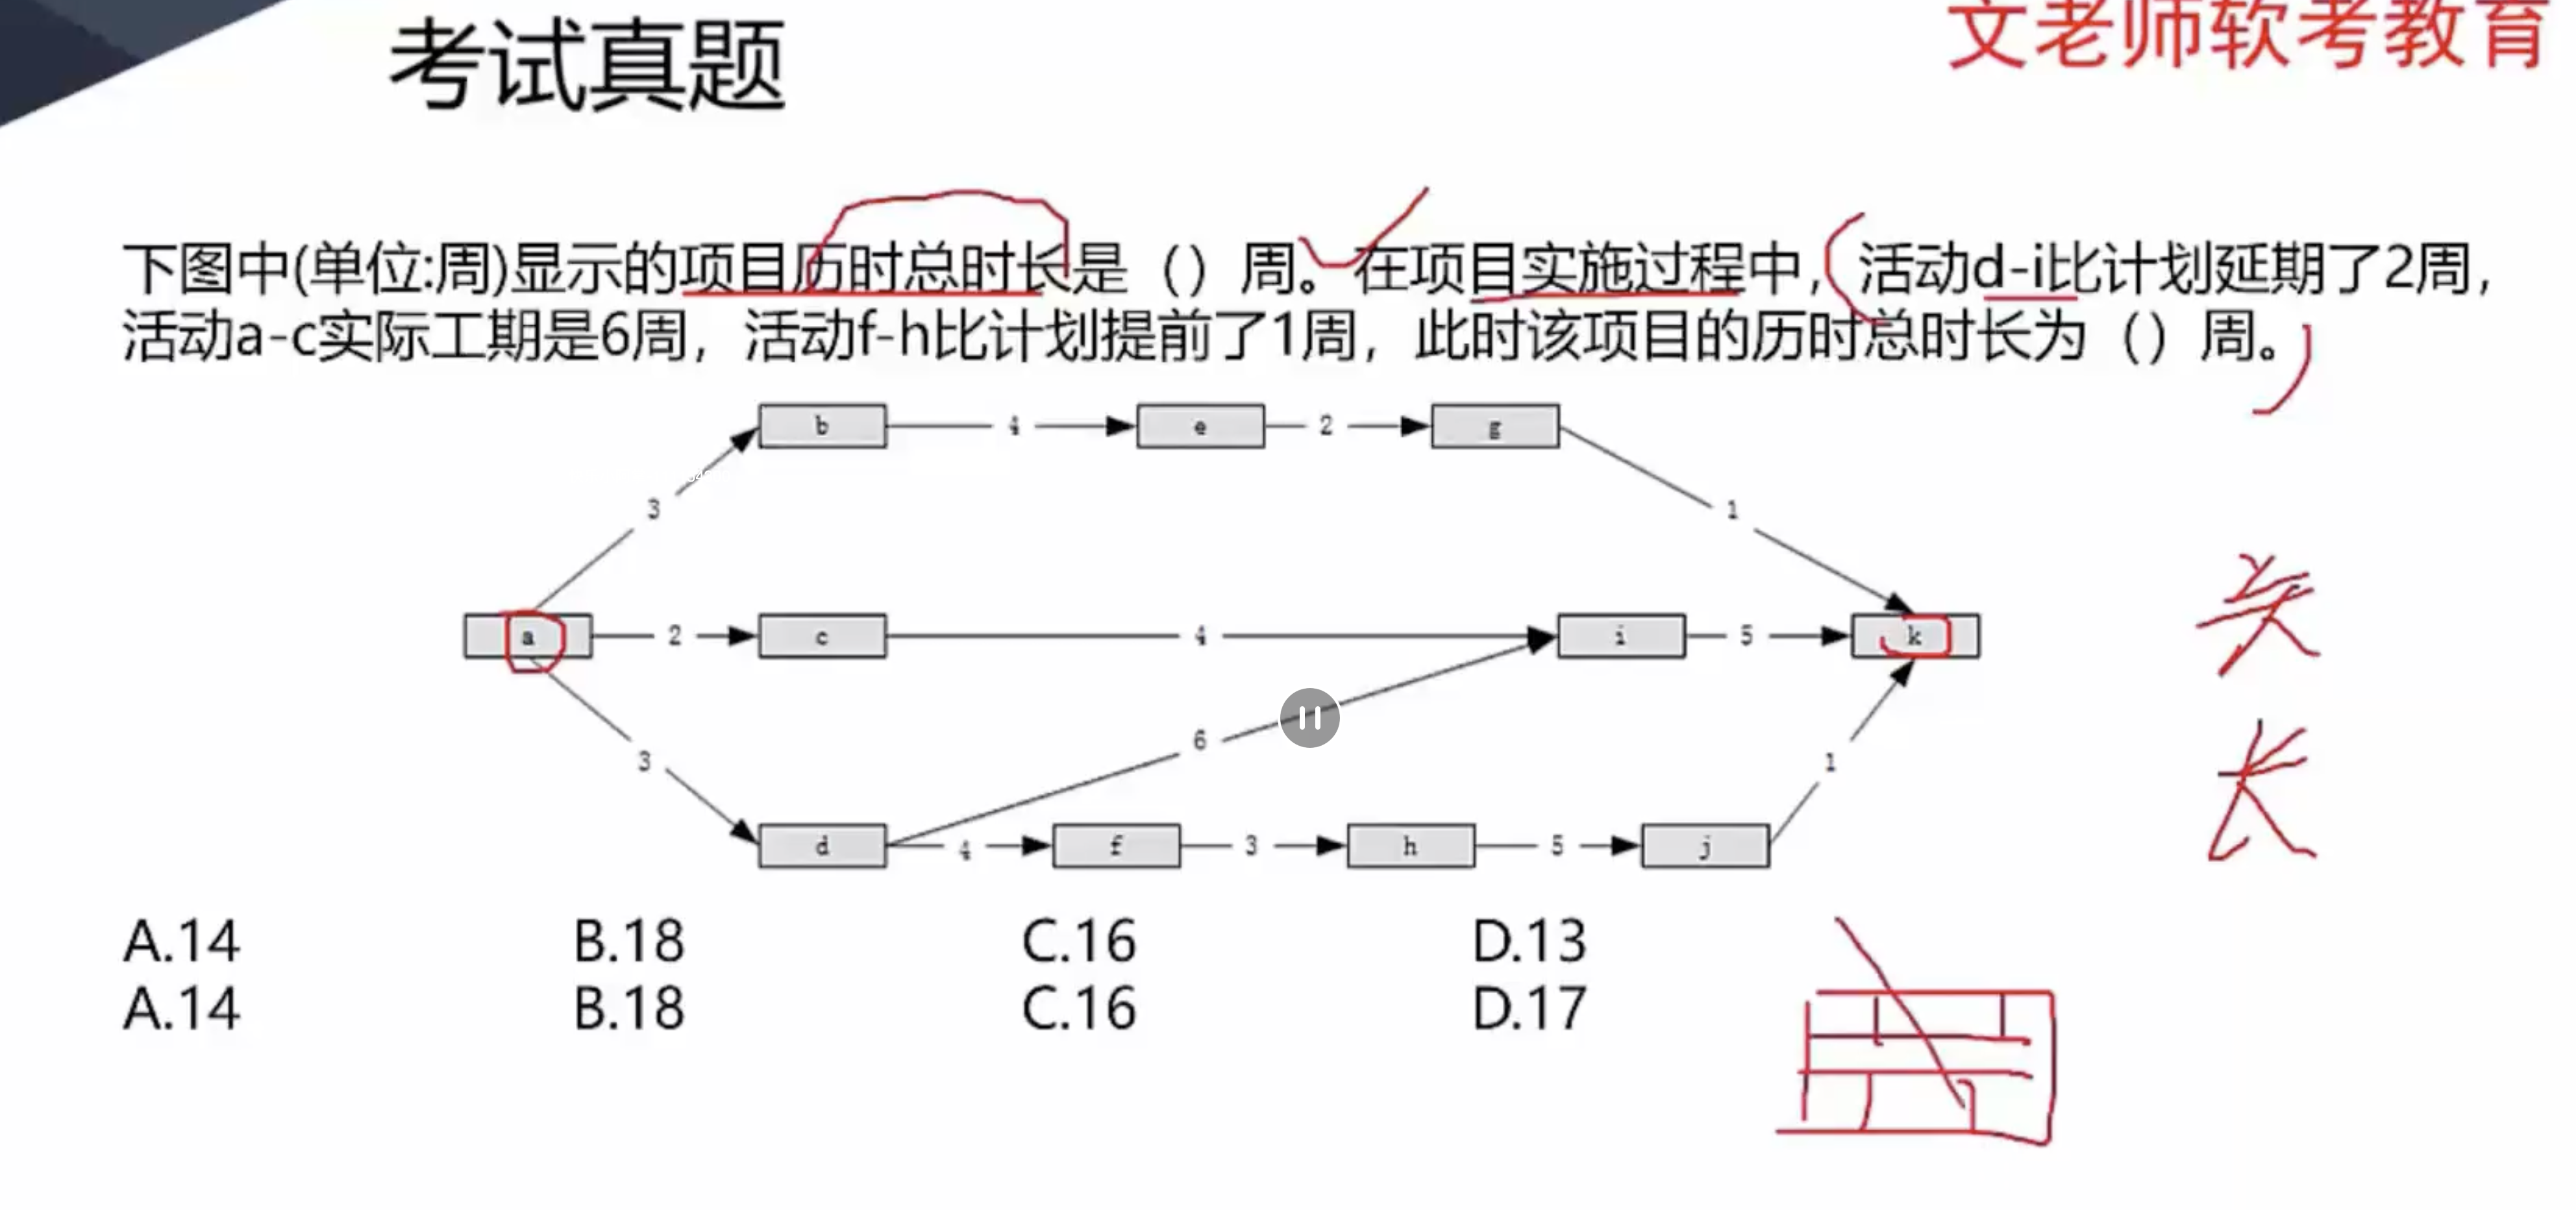 考试真题
文老师软考教育
下图中(单位:周)显示的项目历时总时长是（）周。在项目实施过程中，活动d-i比计划延期了2周，
活动a-c实际工期是6周，活动f-h比计划提前了1周，此时该项目的历时总时长为（）周。
b 4 e 2 g
3 1
a 2 c 4 i 5 k
6
3 1
d 4 f 3 h 5 j
A.14 B.18 C.16 D.13
A.14 B.18 C.16 D.17